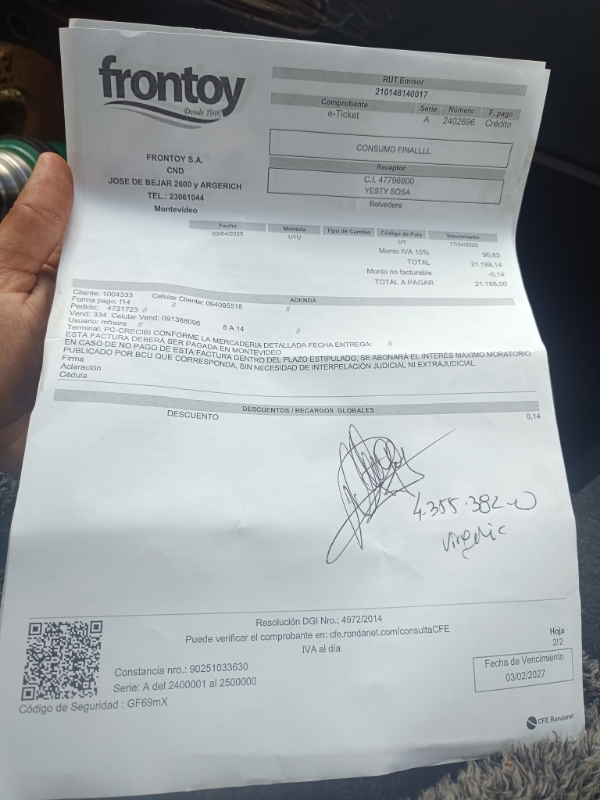 frontoy
Desde 1946
RUT Emisor
210148140017
Comprobante Serie Número F. pago
e-Ticket A 2402696 Crédito
FRONTOY S.A.
CND
JOSE DE BEJAR 2600 y ARGERICH
TEL.: 23061044
Montevideo
CONSUMO FINALLLL
Receptor
C.I. 47796800
YESTY SOSA
Belvedere
Fecha Moneda Tipo de Cambio Código de País Vencimiento
03/04/2025 UYU UY 17/04/2025
Monto IVA 10% 90,83
TOTAL 21.188,14
Monto no facturable -0,14
TOTAL A PAGAR 21.188,00
ADENDA
Cliente: 1004333 Celular Cliente: 094095518 //
Forma pago: f14 //
Pedido: 4731723 //
Vend: 334 Celular Vend: 091388096 //
Usuario: mfreire // 8 A 14
Terminal: PC-CRECIBI CONFORME LA MERCADERIA DETALLADA FECHA ENTREGA: //
ESTA FACTURA DEBERÁ SER PAGADA EN MONTEVIDEO
EN CASO DE NO PAGO DE ESTA FACTURA DENTRO DEL PLAZO ESTIPULADO, SE ABONARÁ EL INTERÉS MÁXIMO MORATORIO
PUBLICADO POR BCU QUE CORRESPONDA, SIN NECESIDAD DE INTERPELACIÓN JUDICIAL NI EXTRAJUDICIAL
Firma
Aclaración
Cédula
DESCUENTOS / RECARGOS GLOBALES
DESCUENTO 0,14
4.355.382-0
Resolución DGI Nro.: 4972/2014
Puede verificar el comprobante en: cfe.rondanet.com/consultaCFE
IVA al día
Constancia nro.: 90251033630
Serie: A del 2400001 al 2500000
Código de Seguridad : GF69mX
Hoja
2/2
Fecha de Vencimiento
03/02/2027
CFE Rondanet